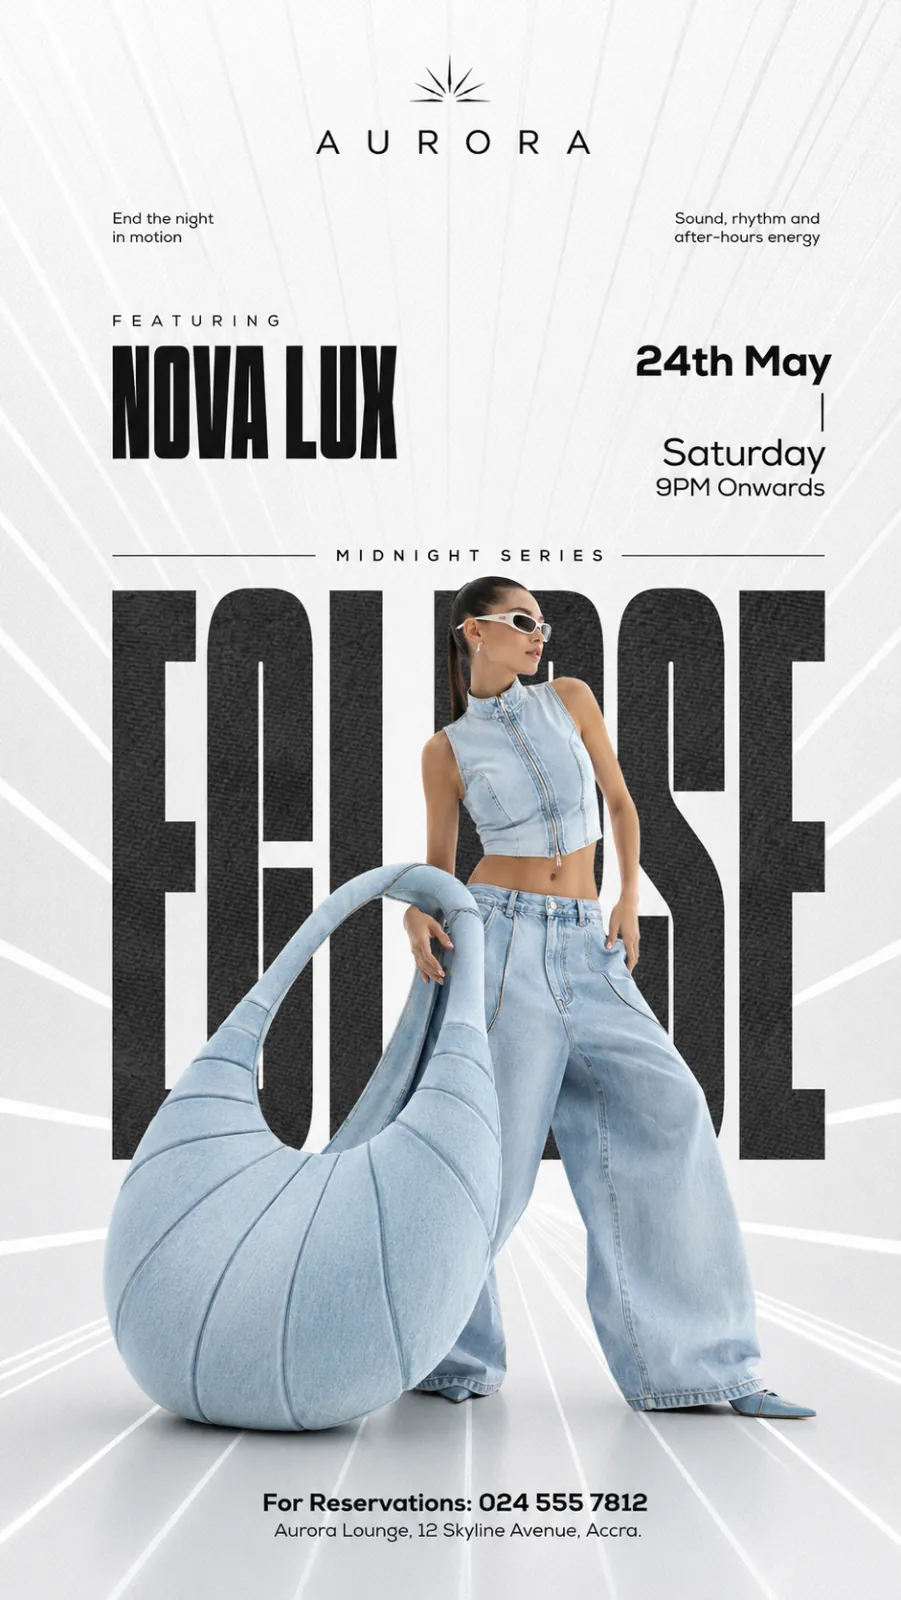 AURORA
End the night
in motion
Sound, rhythm and
after-hours energy
FEATURING
NOVA LUX
24th May
|
Saturday
9PM Onwards
MIDNIGHT SERIES
ECLIPSE
For Reservations: 024 555 7812
Aurora Lounge, 12 Skyline Avenue, Accra.